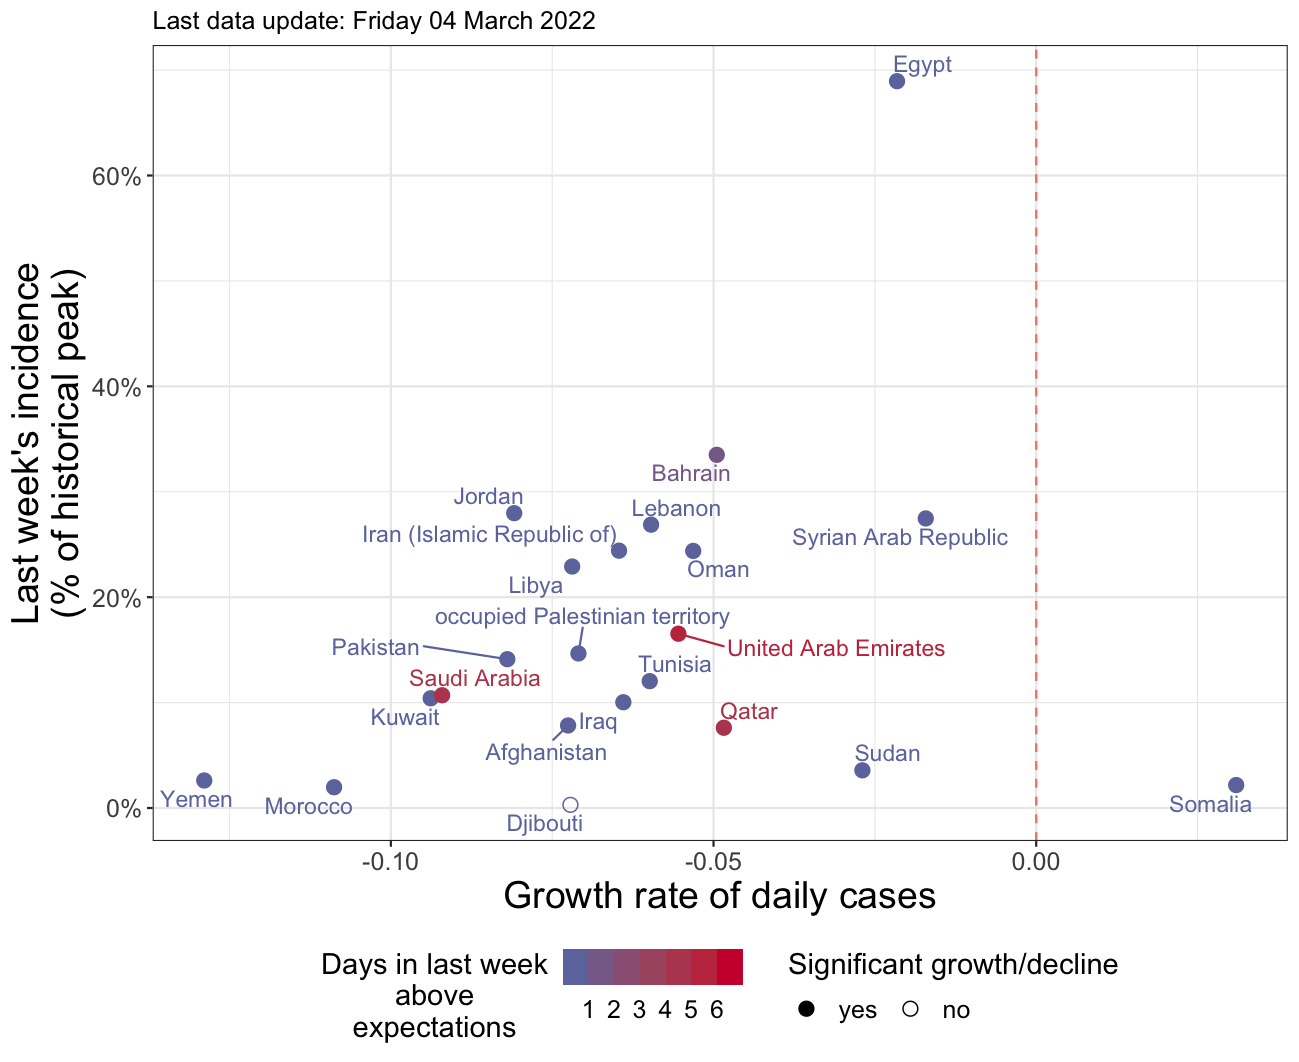 Last data update: Friday 04 March 2022
Last week's incidence
(% of historical peak)
60%
40%
20%
0%
Egypt
Bahrain
Jordan
Lebanon
Iran (Islamic Republic of)
Syrian Arab Republic
Oman
Libya
occupied Palestinian territory
Pakistan
United Arab Emirates
Tunisia
Saudi Arabia
Kuwait
Qatar
Iraq
Afghanistan
Sudan
Yemen
Morocco
Somalia
Djibouti
-0.10
-0.05
0.00
Growth rate of daily cases
Days in last week
above
expectations
1 2 3 4 5 6
Significant growth/decline
yes
no